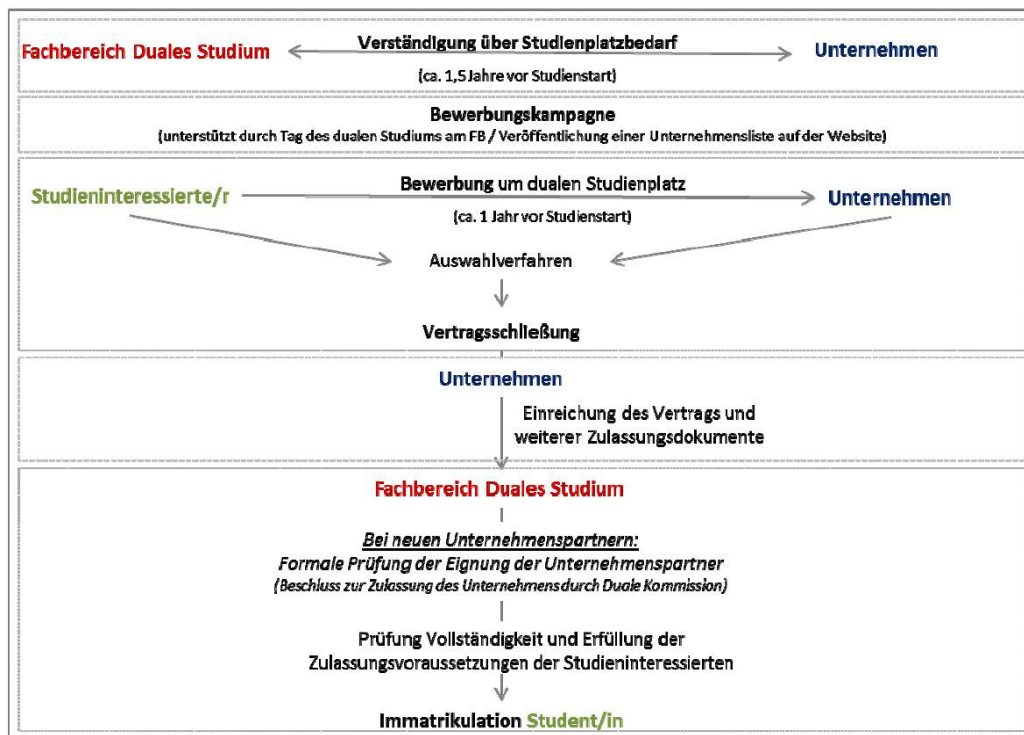 Fachbereich Duales Studium
Verständigung über Studienplatzbedarf
Unternehmen
(ca. 1,5 Jahre vor Studienstart)
Bewerbungskampagne
(unterstützt durch Tag des dualen Studiums am FB / Veröffentlichung einer Unternehmensliste auf der Website)
Studieninteressierte/r
Bewerbung um dualen Studienplatz
Unternehmen
(ca. 1 Jahr vor Studienstart)
Auswahlverfahren
Vertragsschließung
Unternehmen
Einreichung des Vertrags und
weiterer Zulassungsdokumente
Fachbereich Duales Studium
Bei neuen Unternehmenspartnern:
Formale Prüfung der Eignung der Unternehmenspartner
(Beschluss zur Zulassung des Unternehmens durch Duale Kommission)
Prüfung Vollständigkeit und Erfüllung der
Zulassungsvoraussetzungen der Studieninteressierten
Immatrikulation Student/in